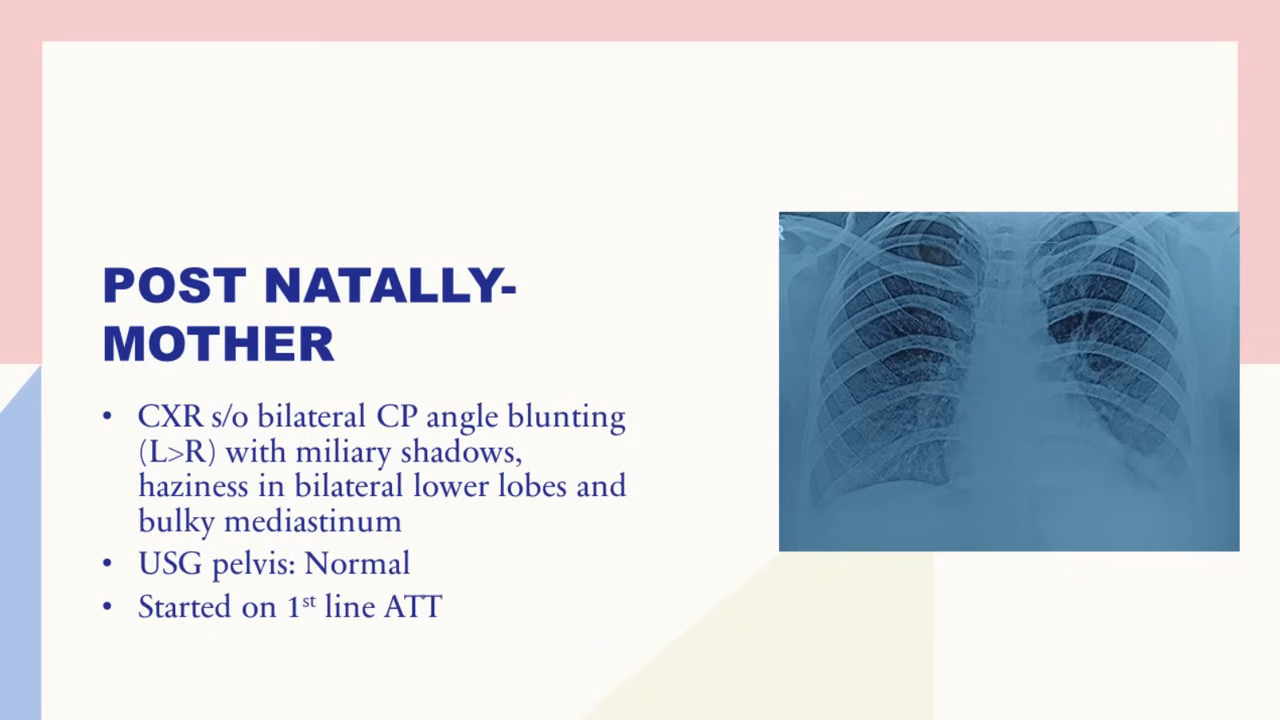 R
POST NATALLY-
MOTHER
• CXR s/o bilateral CP angle blunting
(L>R) with miliary shadows,
haziness in bilateral lower lobes and
bulky mediastinum
• USG pelvis: Normal
• Started on 1st line ATT